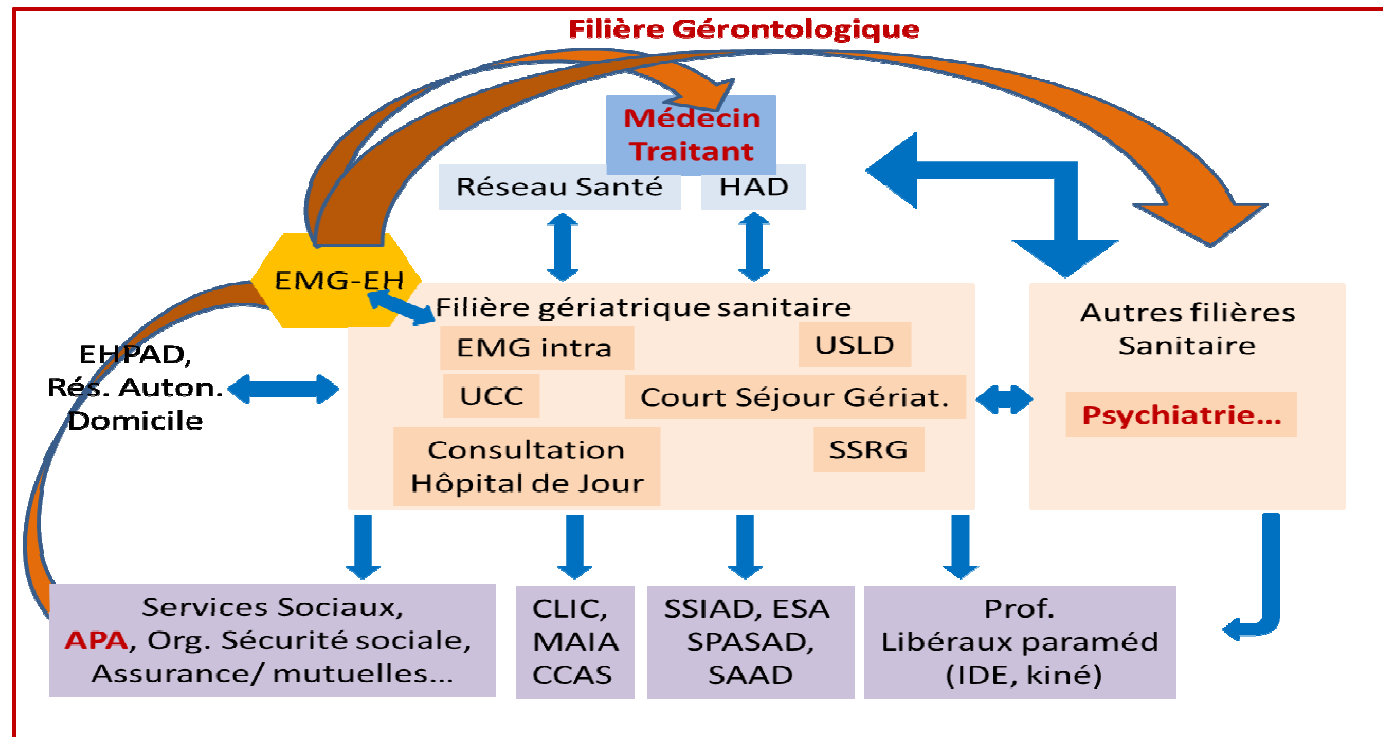 Filière Gérontologique
Médecin
Traitant
Réseau Santé
HAD
EMG-EH
Filière gériatrique sanitaire
EMG intra
USLD
UCC
Court Séjour Gériat.
Consultation
Hôpital de Jour
SSRG
Autres filières
Sanitaire
Psychiatrie...
EHPAD,
Rés. Auton.
Domicile
Services Sociaux,
APA, Org. Sécurité sociale,
Assurance/ mutuelles...
CLIC,
MAIA
CCAS
SSIAD, ESA
SPASAD,
SAAD
Prof.
Libéraux paraméd
(IDE, kiné)